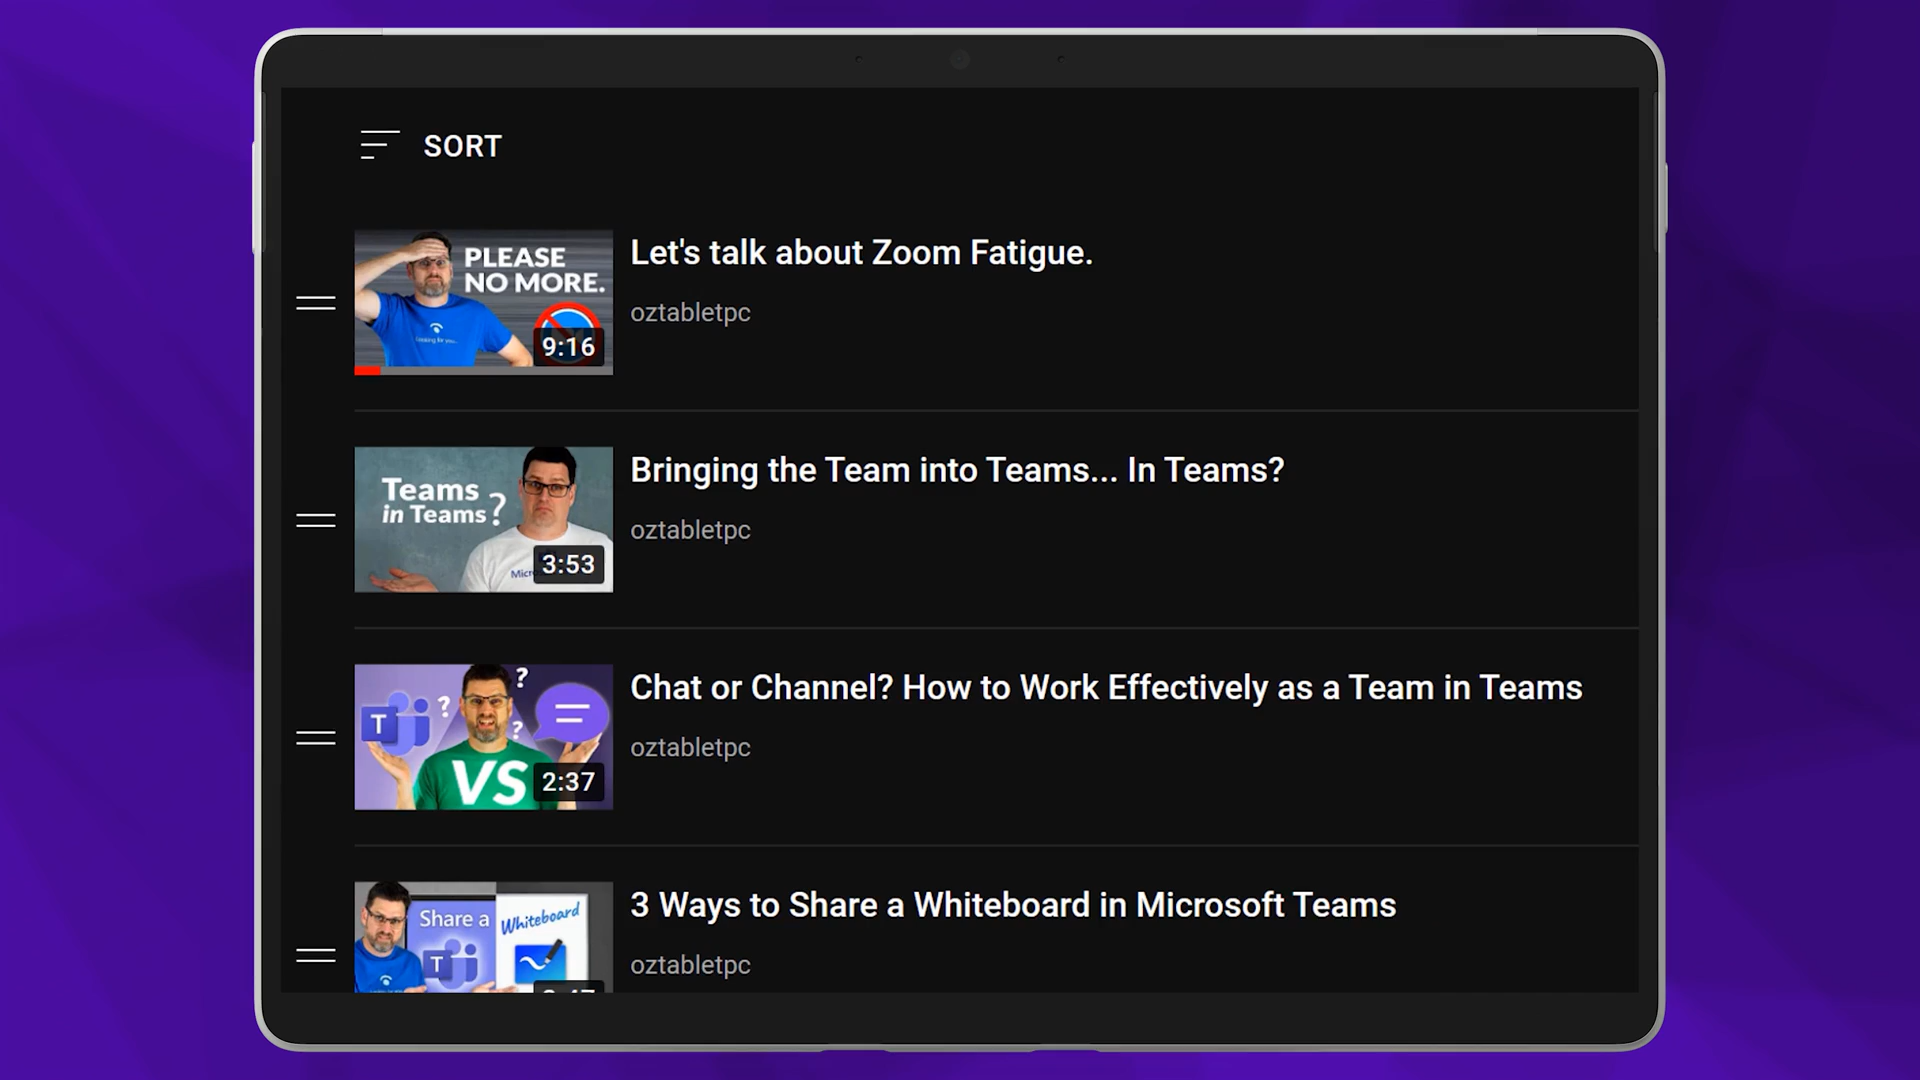 SORT
PLEASE
NO MORE.
9:16
Let's talk about Zoom Fatigue.
oztabletpc
Teams
in Teams?
3:53
Bringing the Team into Teams... In Teams?
oztabletpc
?
?
?
T
VS
2:37
Chat or Channel? How to Work Effectively as a Team in Teams
oztabletpc
Share a
Whiteboard
T
3 Ways to Share a Whiteboard in Microsoft Teams
oztabletpc